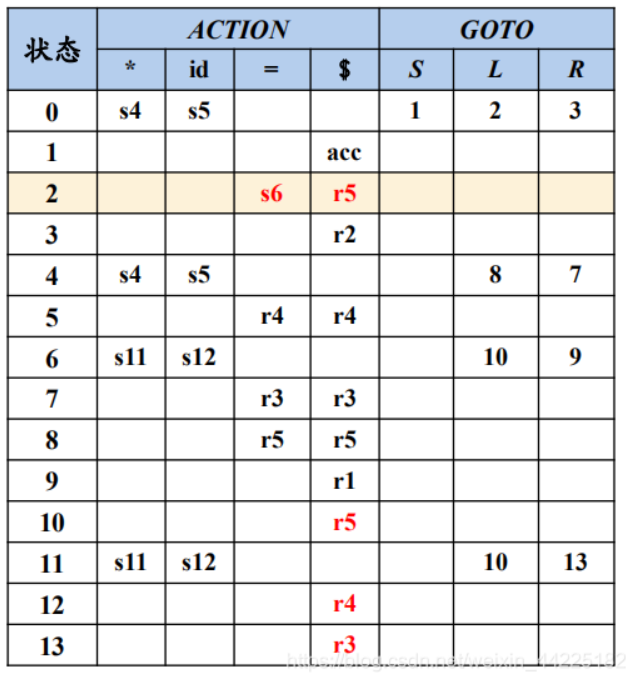 状态 ACTION GOTO
* id = $ S L R
0 s4 s5 1 2 3
1 acc
2 s6 r5
3 r2
4 s4 s5 8 7
5 r4 r4
6 s11 s12 10 9
7 r3 r3
8 r5 r5
9 r1
10 r5
11 s11 s12 10 13
12 r4
13 r3
https://blog.csdn.net/weixin_44225182